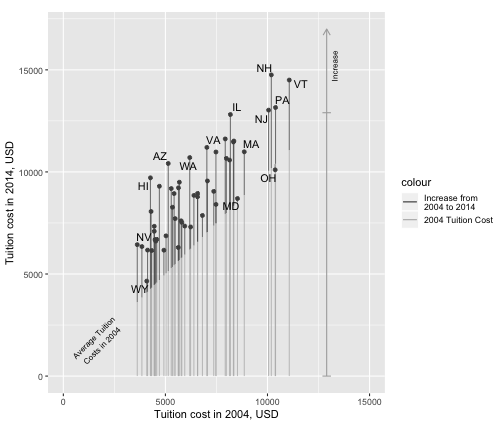 NH
VT
PA
IL
NJ
VA
MA
AZ
WA
OH
HI
MD
NV
WY
Average Tuition
Costs in 2004
Increase
15000
10000
5000
0
0
5000
10000
15000
Tuition cost in 2004, USD
Tuition cost in 2014, USD
colour
Increase from
2004 to 2014
2004 Tuition Cost